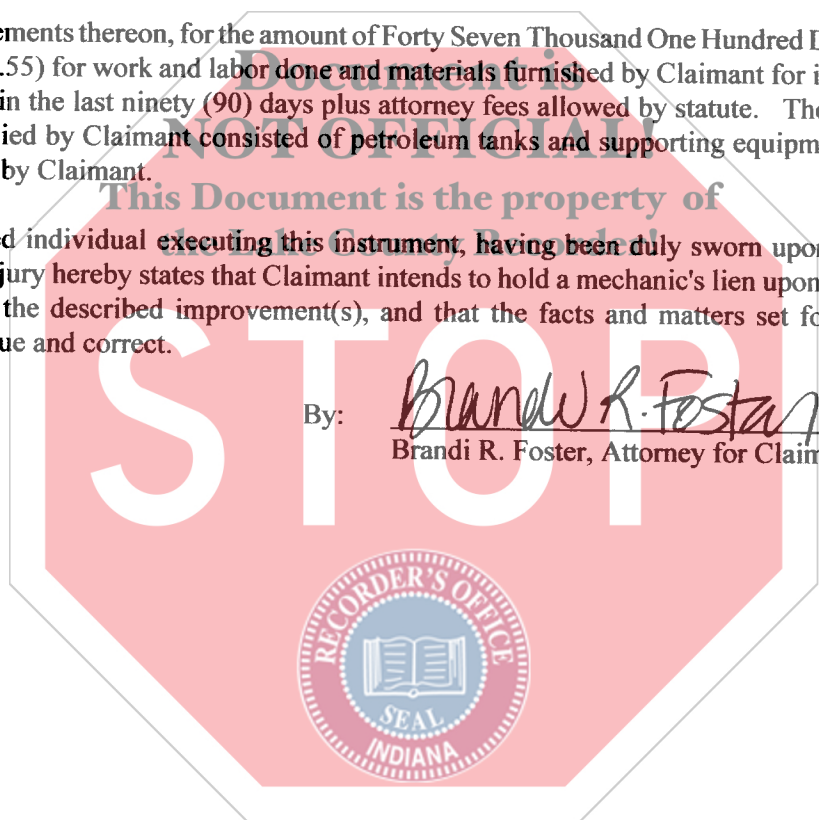 ements thereon, for the amount of Forty Seven Thousand One Hundred D
.55) for work and labor done and materials furnished by Claimant for i
in the last ninety (90) days plus attorney fees allowed by statute. The
ied by Claimant consisted of petroleum tanks and supporting equipm
by Claimant.
Document is
NOT OFFICIAL!
This Document is the property of
the Lake County Recorder!
d individual executing this instrument, having been duly sworn upon
jury hereby states that Claimant intends to hold a mechanic's lien upon
the described improvement(s), and that the facts and matters set fo
ue and correct.
STOP
By: Brandi R. Foster
Brandi R. Foster, Attorney for Claim
RECORDER'S OFFICE
SEAL
INDIANA